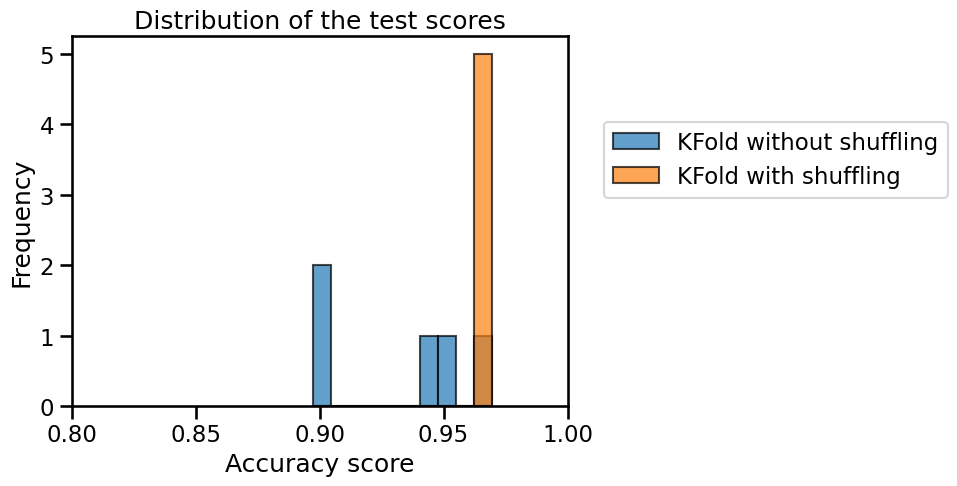 Distribution of the test scores
Frequency
5
4
3
2
1
0
0.80 0.85 0.90 0.95 1.00
Accuracy score
KFold without shuffling
KFold with shuffling